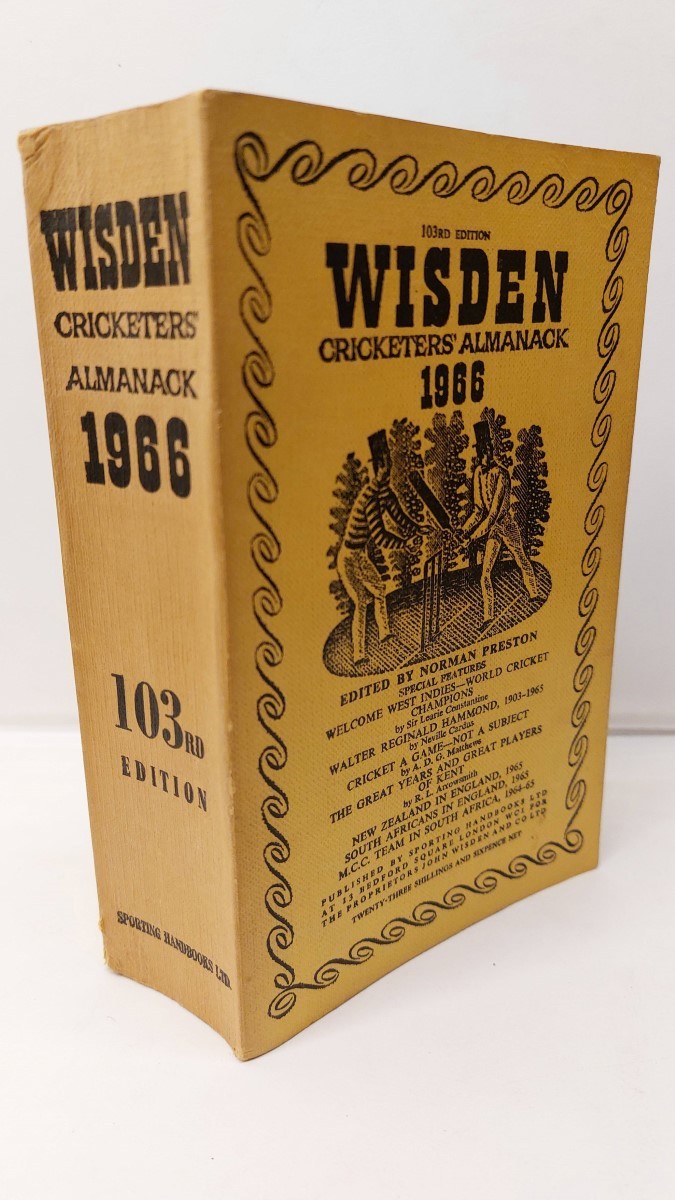 WISDEN
CRICKETERS'
ALMANACK
1966
103RD
EDITION
SPORTING HANDBOOKS LTD.
103RD EDITION
WISDEN
CRICKETERS' ALMANACK
1966
EDITED BY NORMAN PRESTON
SPECIAL FEATURES
WELCOME WEST INDIES—WORLD CRICKET
CHAMPIONS
by Sir Learie Constantine
WALTER REGINALD HAMMOND, 1903-1965
by Neville Cardus
CRICKET A GAME—NOT A SUBJECT
by A. D. G. Matthews
THE GREAT YEARS AND GREAT PLAYERS
OF KENT
by R. L. Arrowsmith
NEW ZEALAND IN ENGLAND, 1965
SOUTH AFRICANS IN ENGLAND, 1965
M.C.C. TEAM IN SOUTH AFRICA, 1964-65
PUBLISHED BY SPORTING HANDBOOKS LTD
AT 13 BEDFORD SQUARE LONDON WC1 FOR
THE PROPRIETORS JOHN WISDEN AND CO LTD
TWENTY-THREE SHILLINGS AND SIXPENCE NET